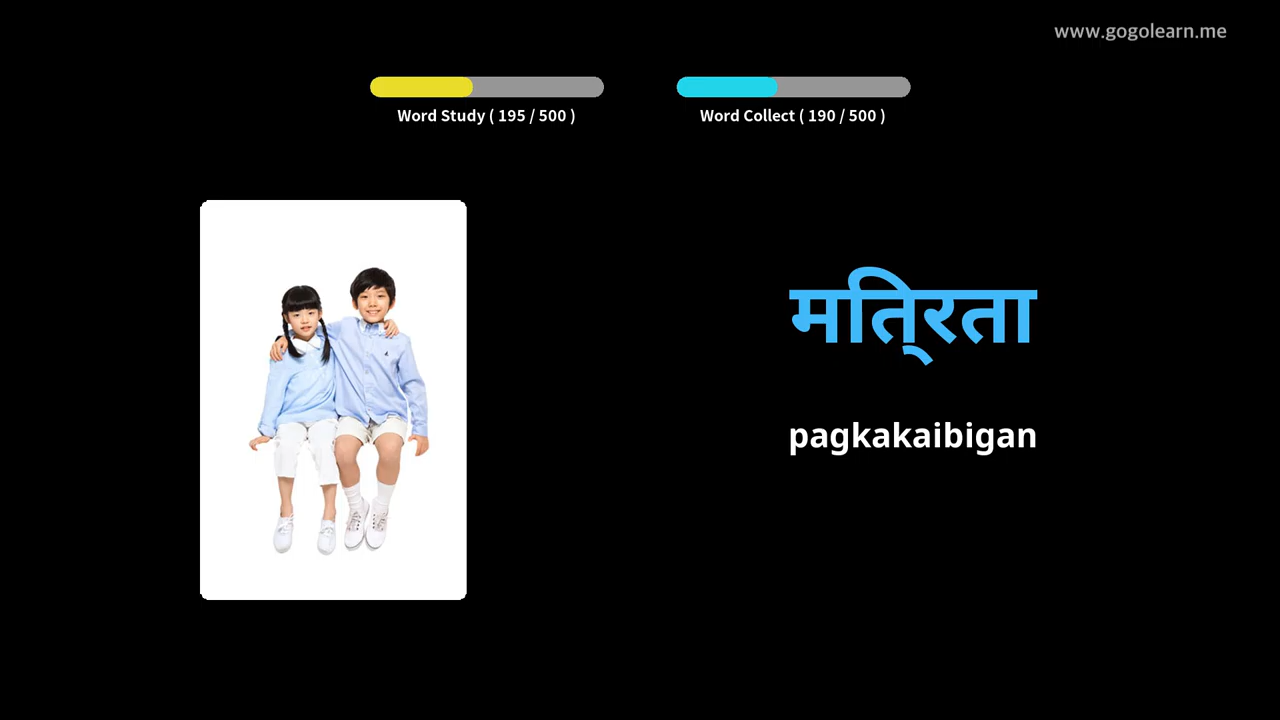 www.gogolearn.me
Word Study ( 195 / 500 )
Word Collect ( 190 / 500 )
मति्रता
pagkakaibigan